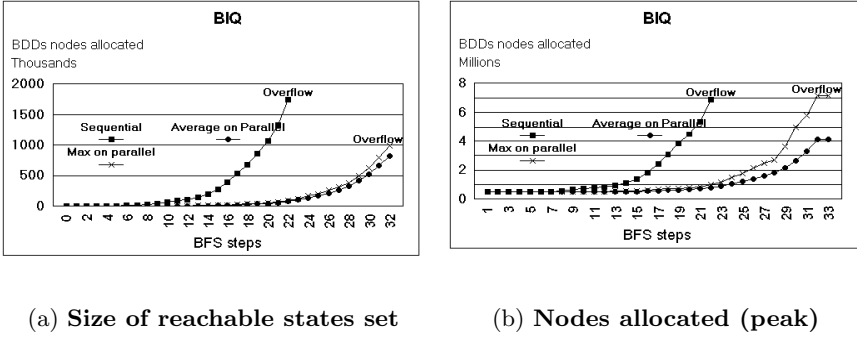 BIQ
BDDs nodes allocated
Thousands
2000
1500
1000
500
0
Overflow
Sequential
Average on Parallel
Max on parallel
Overflow
0 2 4 6 8 10 12 14 16 18 20 22 24 26 28 30 32
BFS steps
BIQ
BDDs nodes allocated
Millions
8
6
4
2
0
Overflow
Overflow
Sequential
Average on Parallel
Max on parallel
1 3 5 7 9 11 13 15 17 19 21 23 25 27 29 31 33
BFS steps
(a) Size of reachable states set
(b) Nodes allocated (peak)